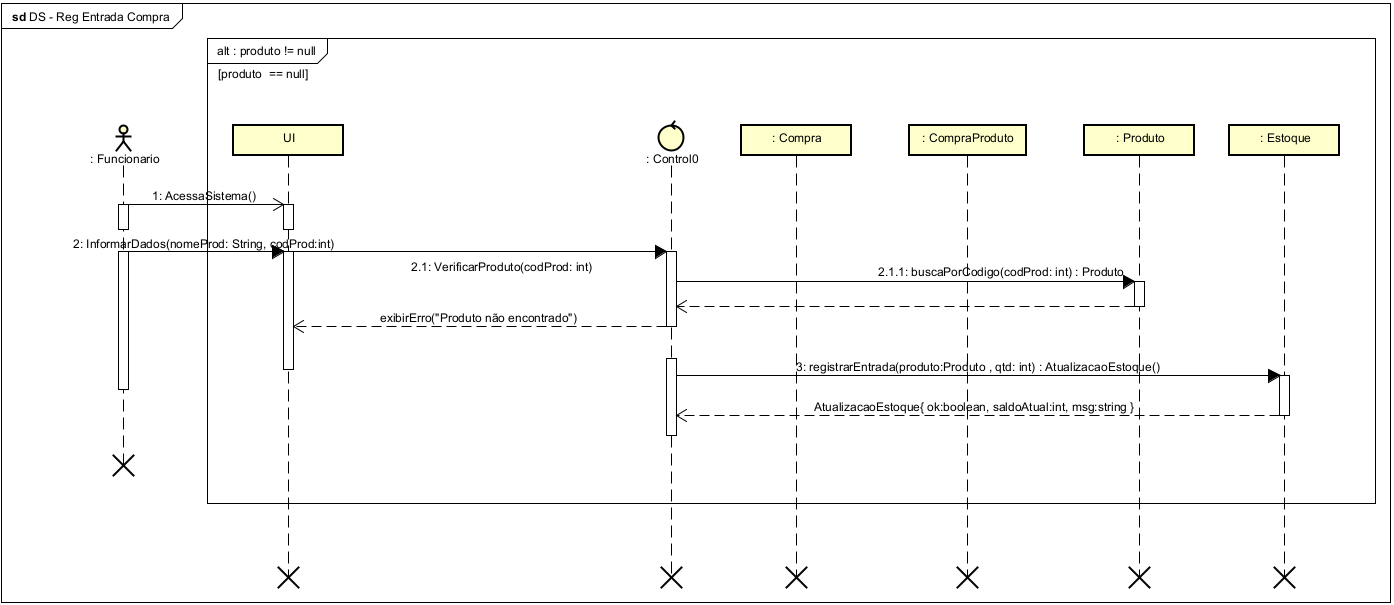 sd DS - Reg Entrada Compra
alt : produto != null
[produto == null]
: Funcionario
UI
: Control0
: Compra
: CompraProduto
: Produto
: Estoque
1: AcessaSistema()
2: InformarDados(nomeProd: String, codProd:int)
2.1: VerificarProduto(codProd: int)
2.1.1: buscaPorCodigo(codProd: int) : Produto
exibirErro("Produto não encontrado")
3: registrarEntrada(produto:Produto , qtd: int) : AtualizacaoEstoque()
AtualizacaoEstoque{ ok:boolean, saldoAtual:int, msg:string }